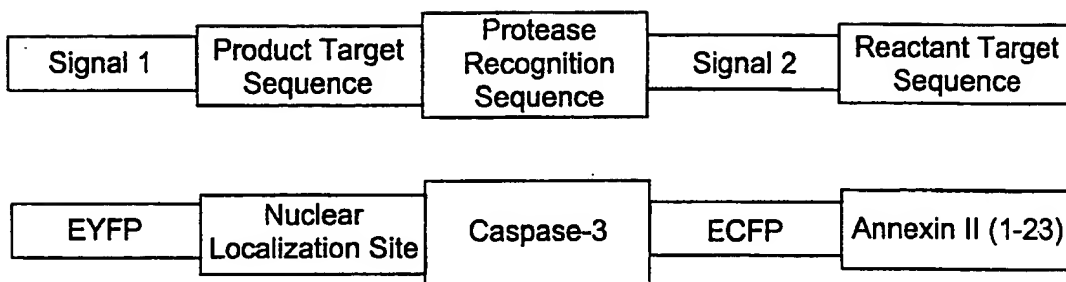 Signal 1
Product Target
Sequence
Protease
Recognition
Sequence
Signal 2
Reactant Target
Sequence
EYFP
Nuclear
Localization Site
Caspase-3
ECFP
Annexin II (1-23)